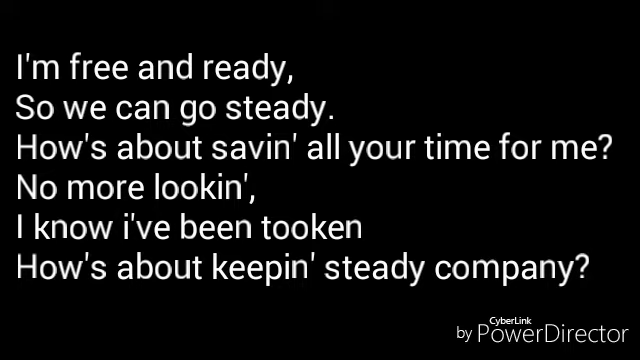 I'm free and ready,
So we can go steady.
How's about savin' all your time for me?
No more lookin',
I know i've been tooken
How's about keepin' steady company?
CyberLink
by PowerDirector